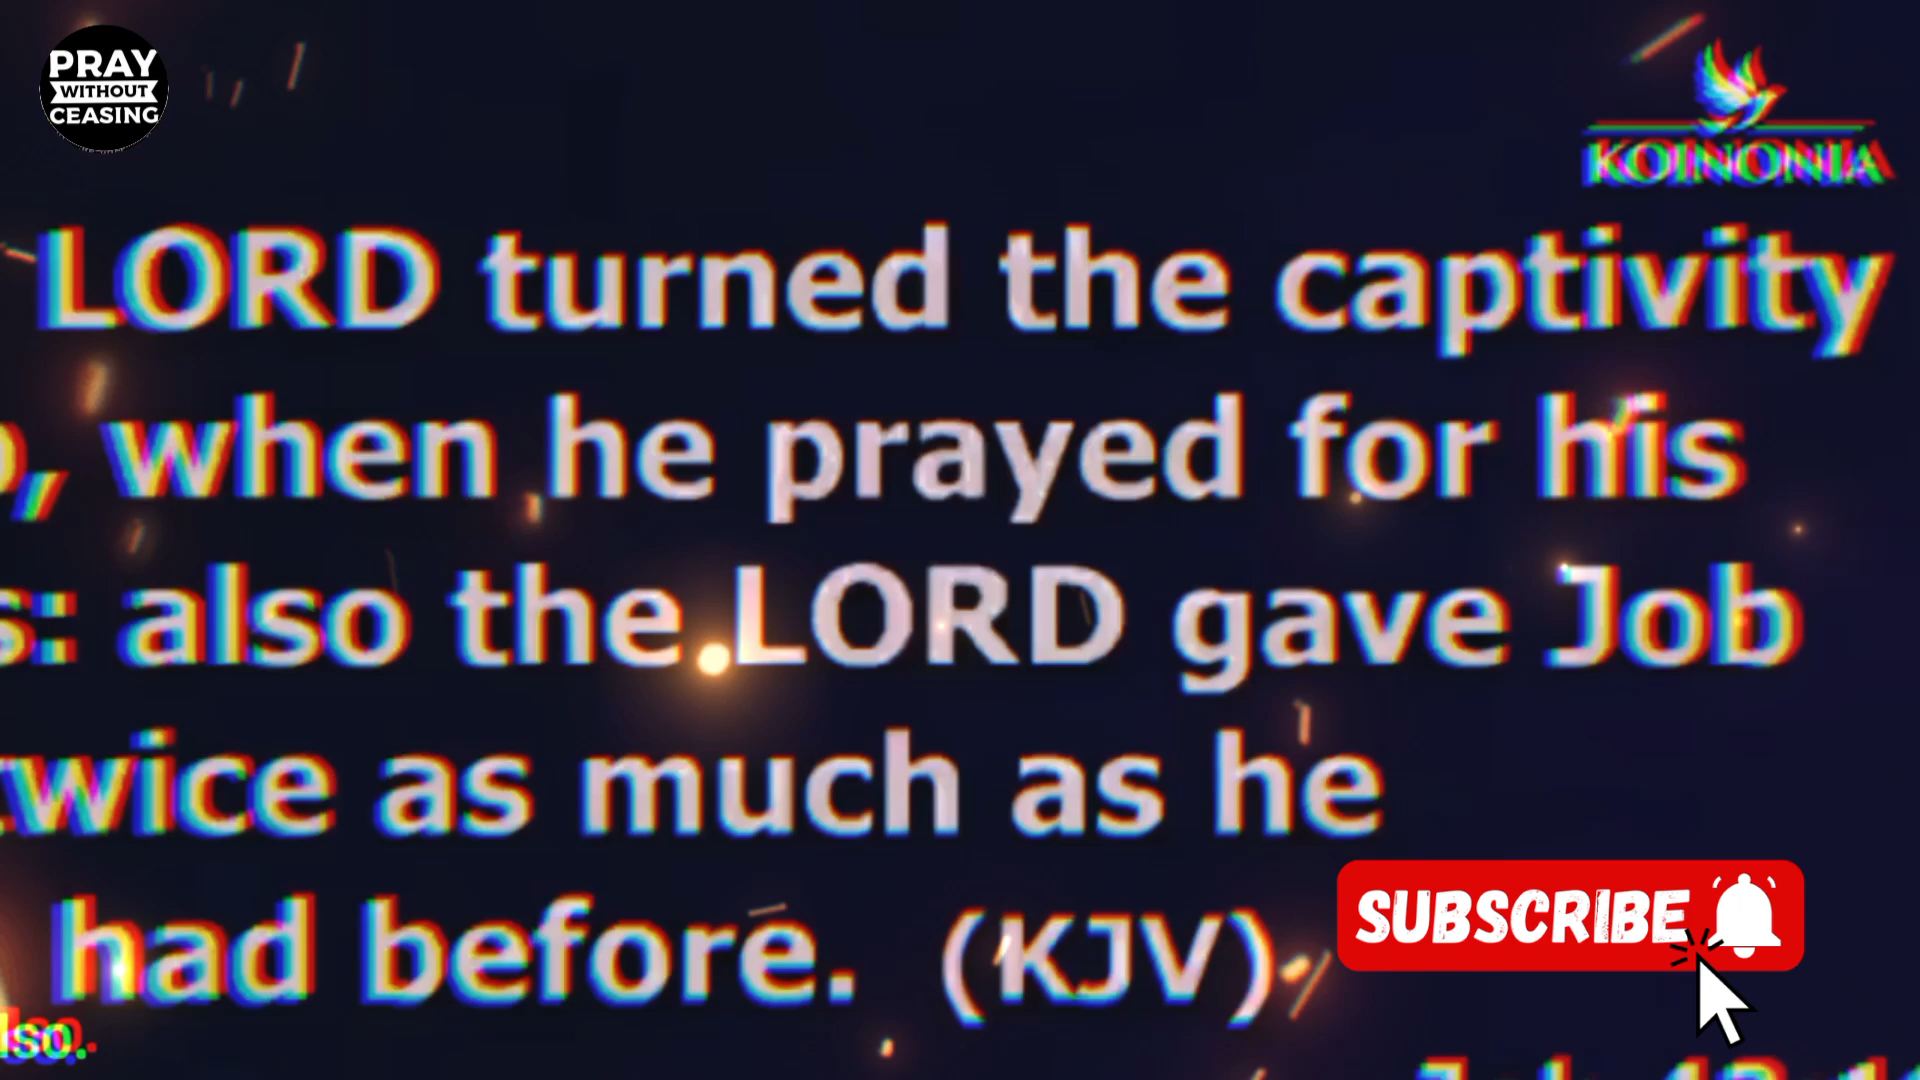 PRAY
WITHOUT
CEASING
KOINONIA
LORD turned the captivity
, when he prayed for his
s: also the LORD gave Job
twice as much as he
had before. (KJV)
SUBSCRIBE
lso.